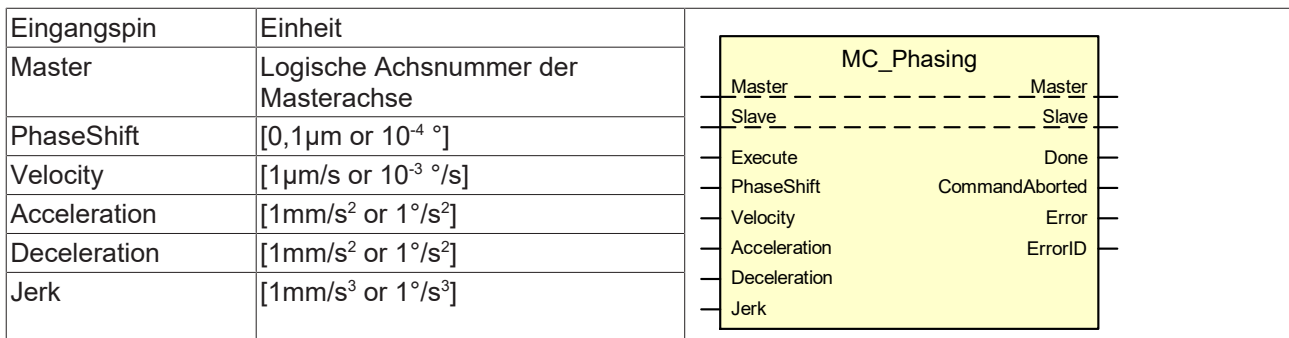 Eingangspin Einheit
Master Logische Achsnummer der
Masterachse
PhaseShift [0,1µm or 10⁻⁴ °]
Velocity [1µm/s or 10⁻³ °/s]
Acceleration [1mm/s² or 1°/s²]
Deceleration [1mm/s² or 1°/s²]
Jerk [1mm/s³ or 1°/s³]
MC_Phasing
Master Master
Slave Slave
Execute Done
PhaseShift CommandAborted
Velocity Error
Acceleration ErrorID
Deceleration
Jerk